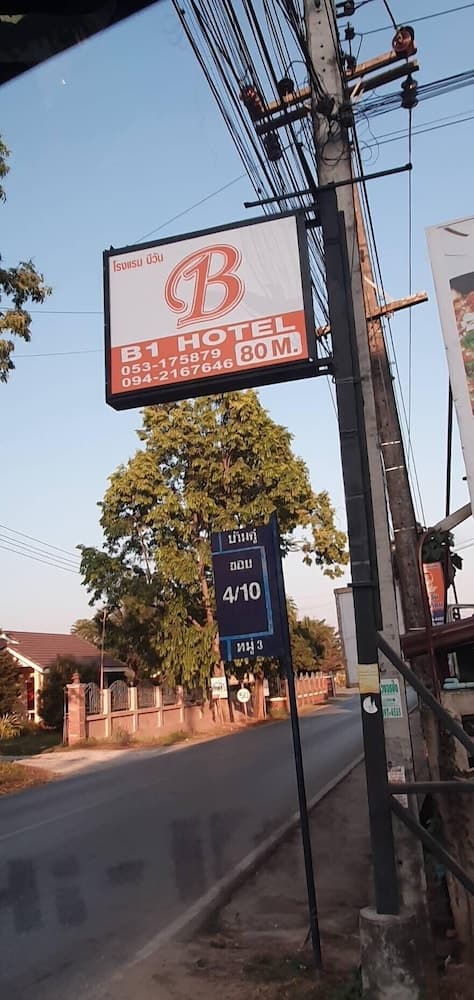 โรงแรม บีวัน
B
B1 HOTEL
053-175879
094-2167646
80 M.
บ้านคู่
ซอย
4/10
หมู่ 3